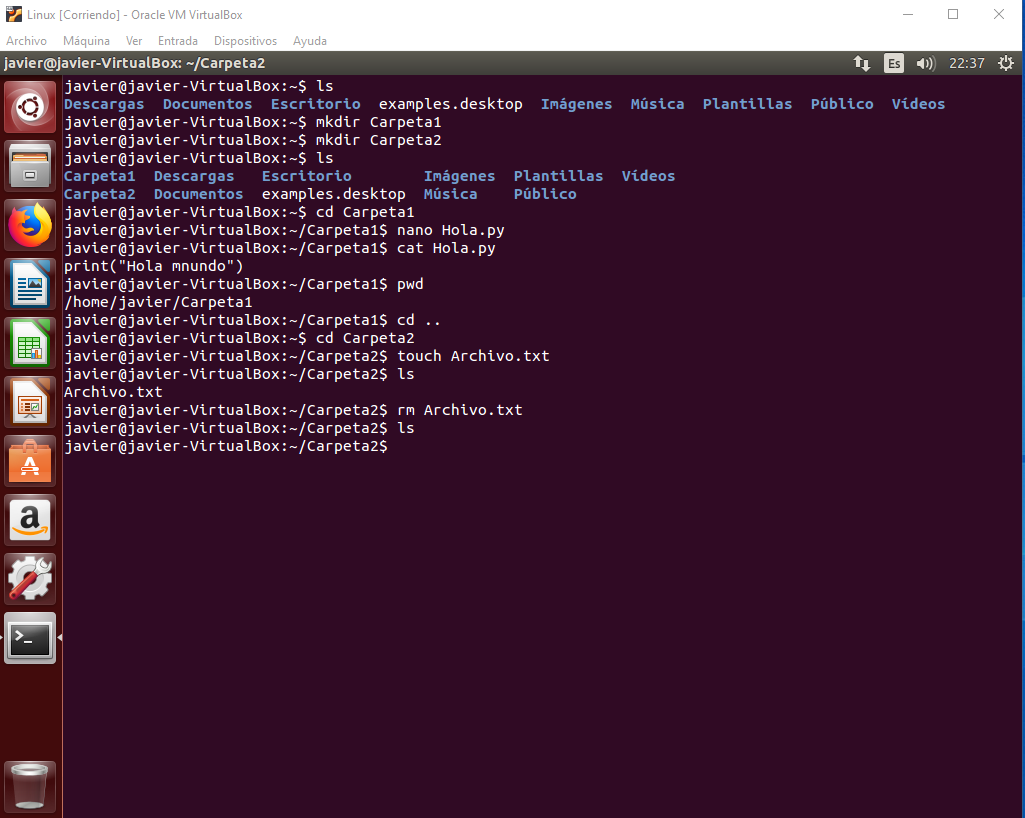 Linux [Corriendo] - Oracle VM VirtualBox
Archivo Máquina Ver Entrada Dispositivos Ayuda
javier@javier-VirtualBox: ~/Carpeta2 Es 22:37
javier@javier-VirtualBox:~$ ls
Descargas Documentos Escritorio examples.desktop Imágenes Música Plantillas Público Vídeos
javier@javier-VirtualBox:~$ mkdir Carpeta1
javier@javier-VirtualBox:~$ mkdir Carpeta2
javier@javier-VirtualBox:~$ ls
Carpeta1 Descargas Escritorio Imágenes Plantillas Vídeos
Carpeta2 Documentos examples.desktop Música Público
javier@javier-VirtualBox:~$ cd Carpeta1
javier@javier-VirtualBox:~/Carpeta1$ nano Hola.py
javier@javier-VirtualBox:~/Carpeta1$ cat Hola.py
print("Hola mnundo")
javier@javier-VirtualBox:~/Carpeta1$ pwd
/home/javier/Carpeta1
javier@javier-VirtualBox:~/Carpeta1$ cd ..
javier@javier-VirtualBox:~$ cd Carpeta2
javier@javier-VirtualBox:~/Carpeta2$ touch Archivo.txt
javier@javier-VirtualBox:~/Carpeta2$ ls
Archivo.txt
javier@javier-VirtualBox:~/Carpeta2$ rm Archivo.txt
javier@javier-VirtualBox:~/Carpeta2$ ls
javier@javier-VirtualBox:~/Carpeta2$